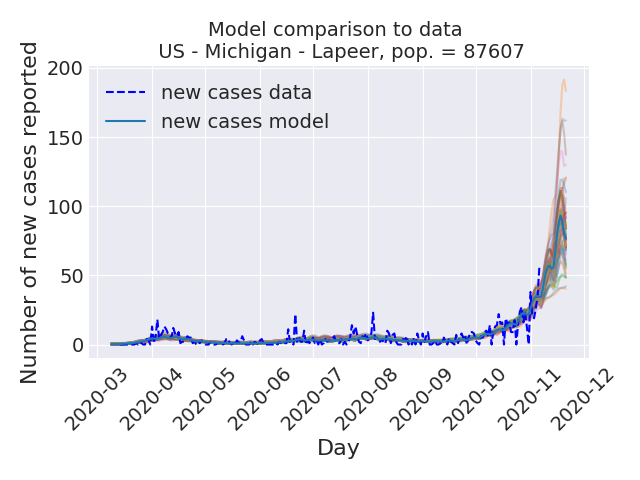 Model comparison to data
US - Michigan - Lapeer, pop. = 87607
Number of new cases reported
200
150
100
50
0
new cases data
new cases model
2020-03
2020-04
2020-05
2020-06
2020-07
2020-08
2020-09
2020-10
2020-11
2020-12
Day